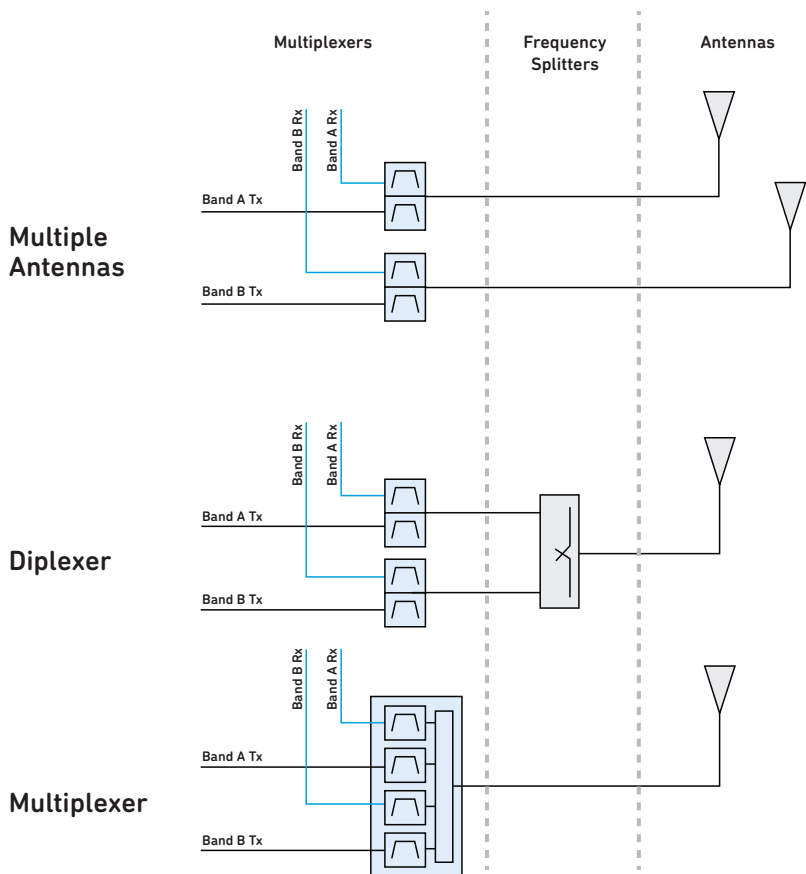 Multiplexers
Frequency
Splitters
Antennas
Multiple
Antennas
Band B Rx
Band A Rx
Band A Tx
Band B Tx
Diplexer
Band B Rx
Band A Rx
Band A Tx
Band B Tx
Multiplexer
Band B Rx
Band A Rx
Band A Tx
Band B Tx